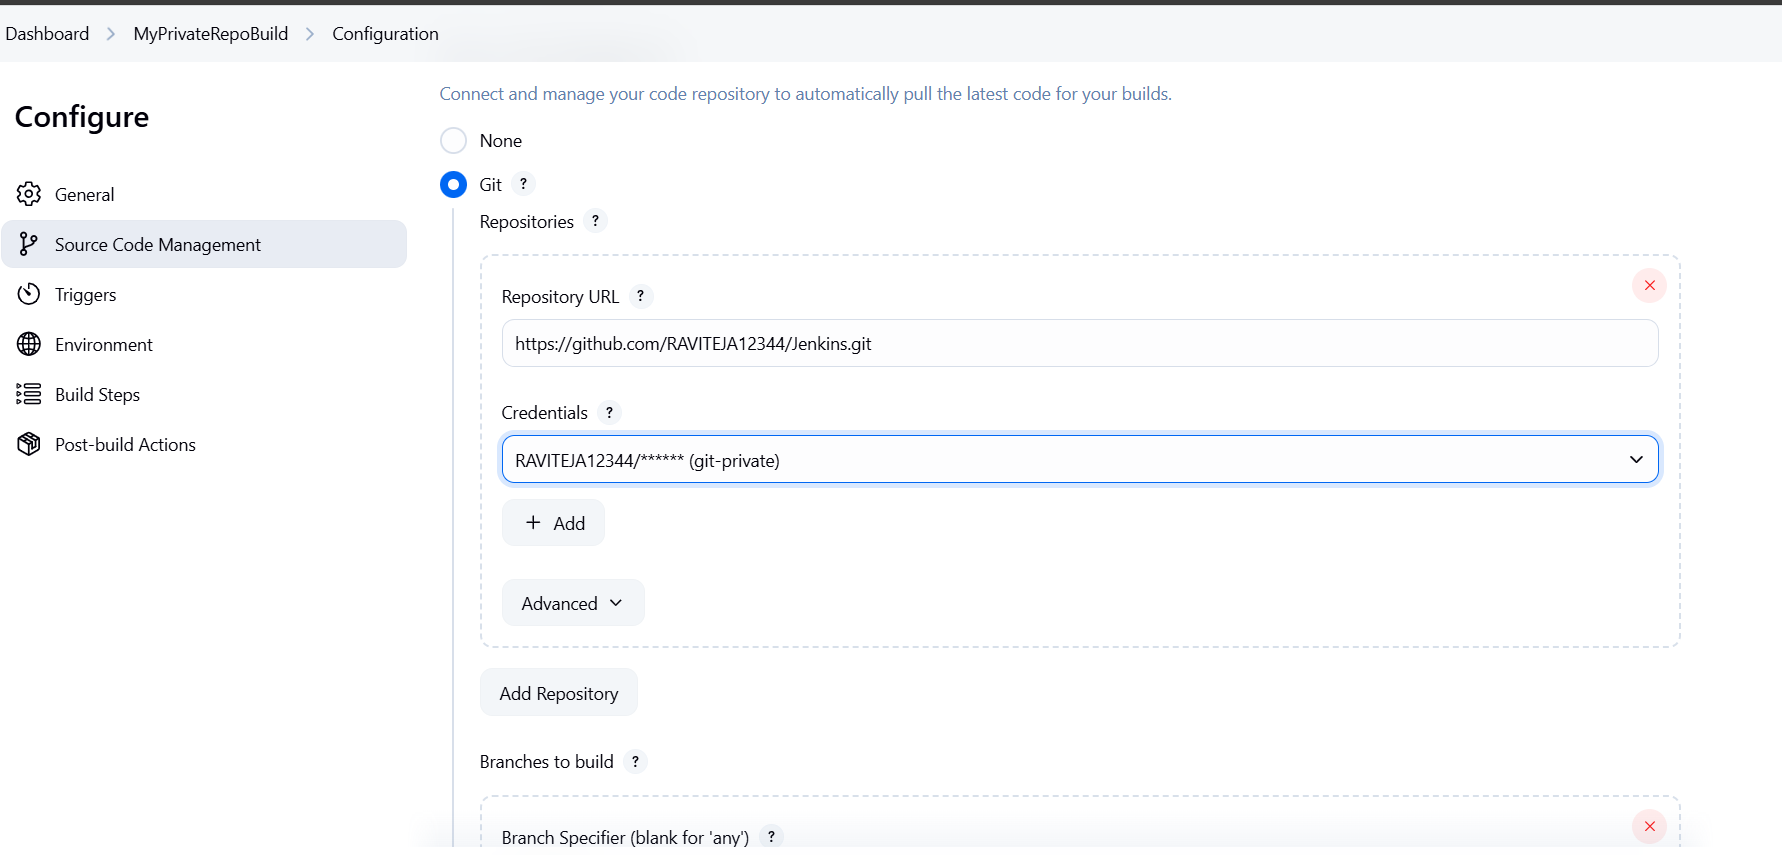 Dashboard > MyPrivateRepoBuild > Configuration
Configure
General
Source Code Management
Triggers
Environment
Build Steps
Post-build Actions
Connect and manage your code repository to automatically pull the latest code for your builds.
None
Git ?
Repositories ?
Repository URL ?
https://github.com/RAVITEJA12344/Jenkins.git
Credentials ?
RAVITEJA12344/****** (git-private)
+ Add
Advanced
Add Repository
Branches to build ?
Branch Specifier (blank for 'any') ?